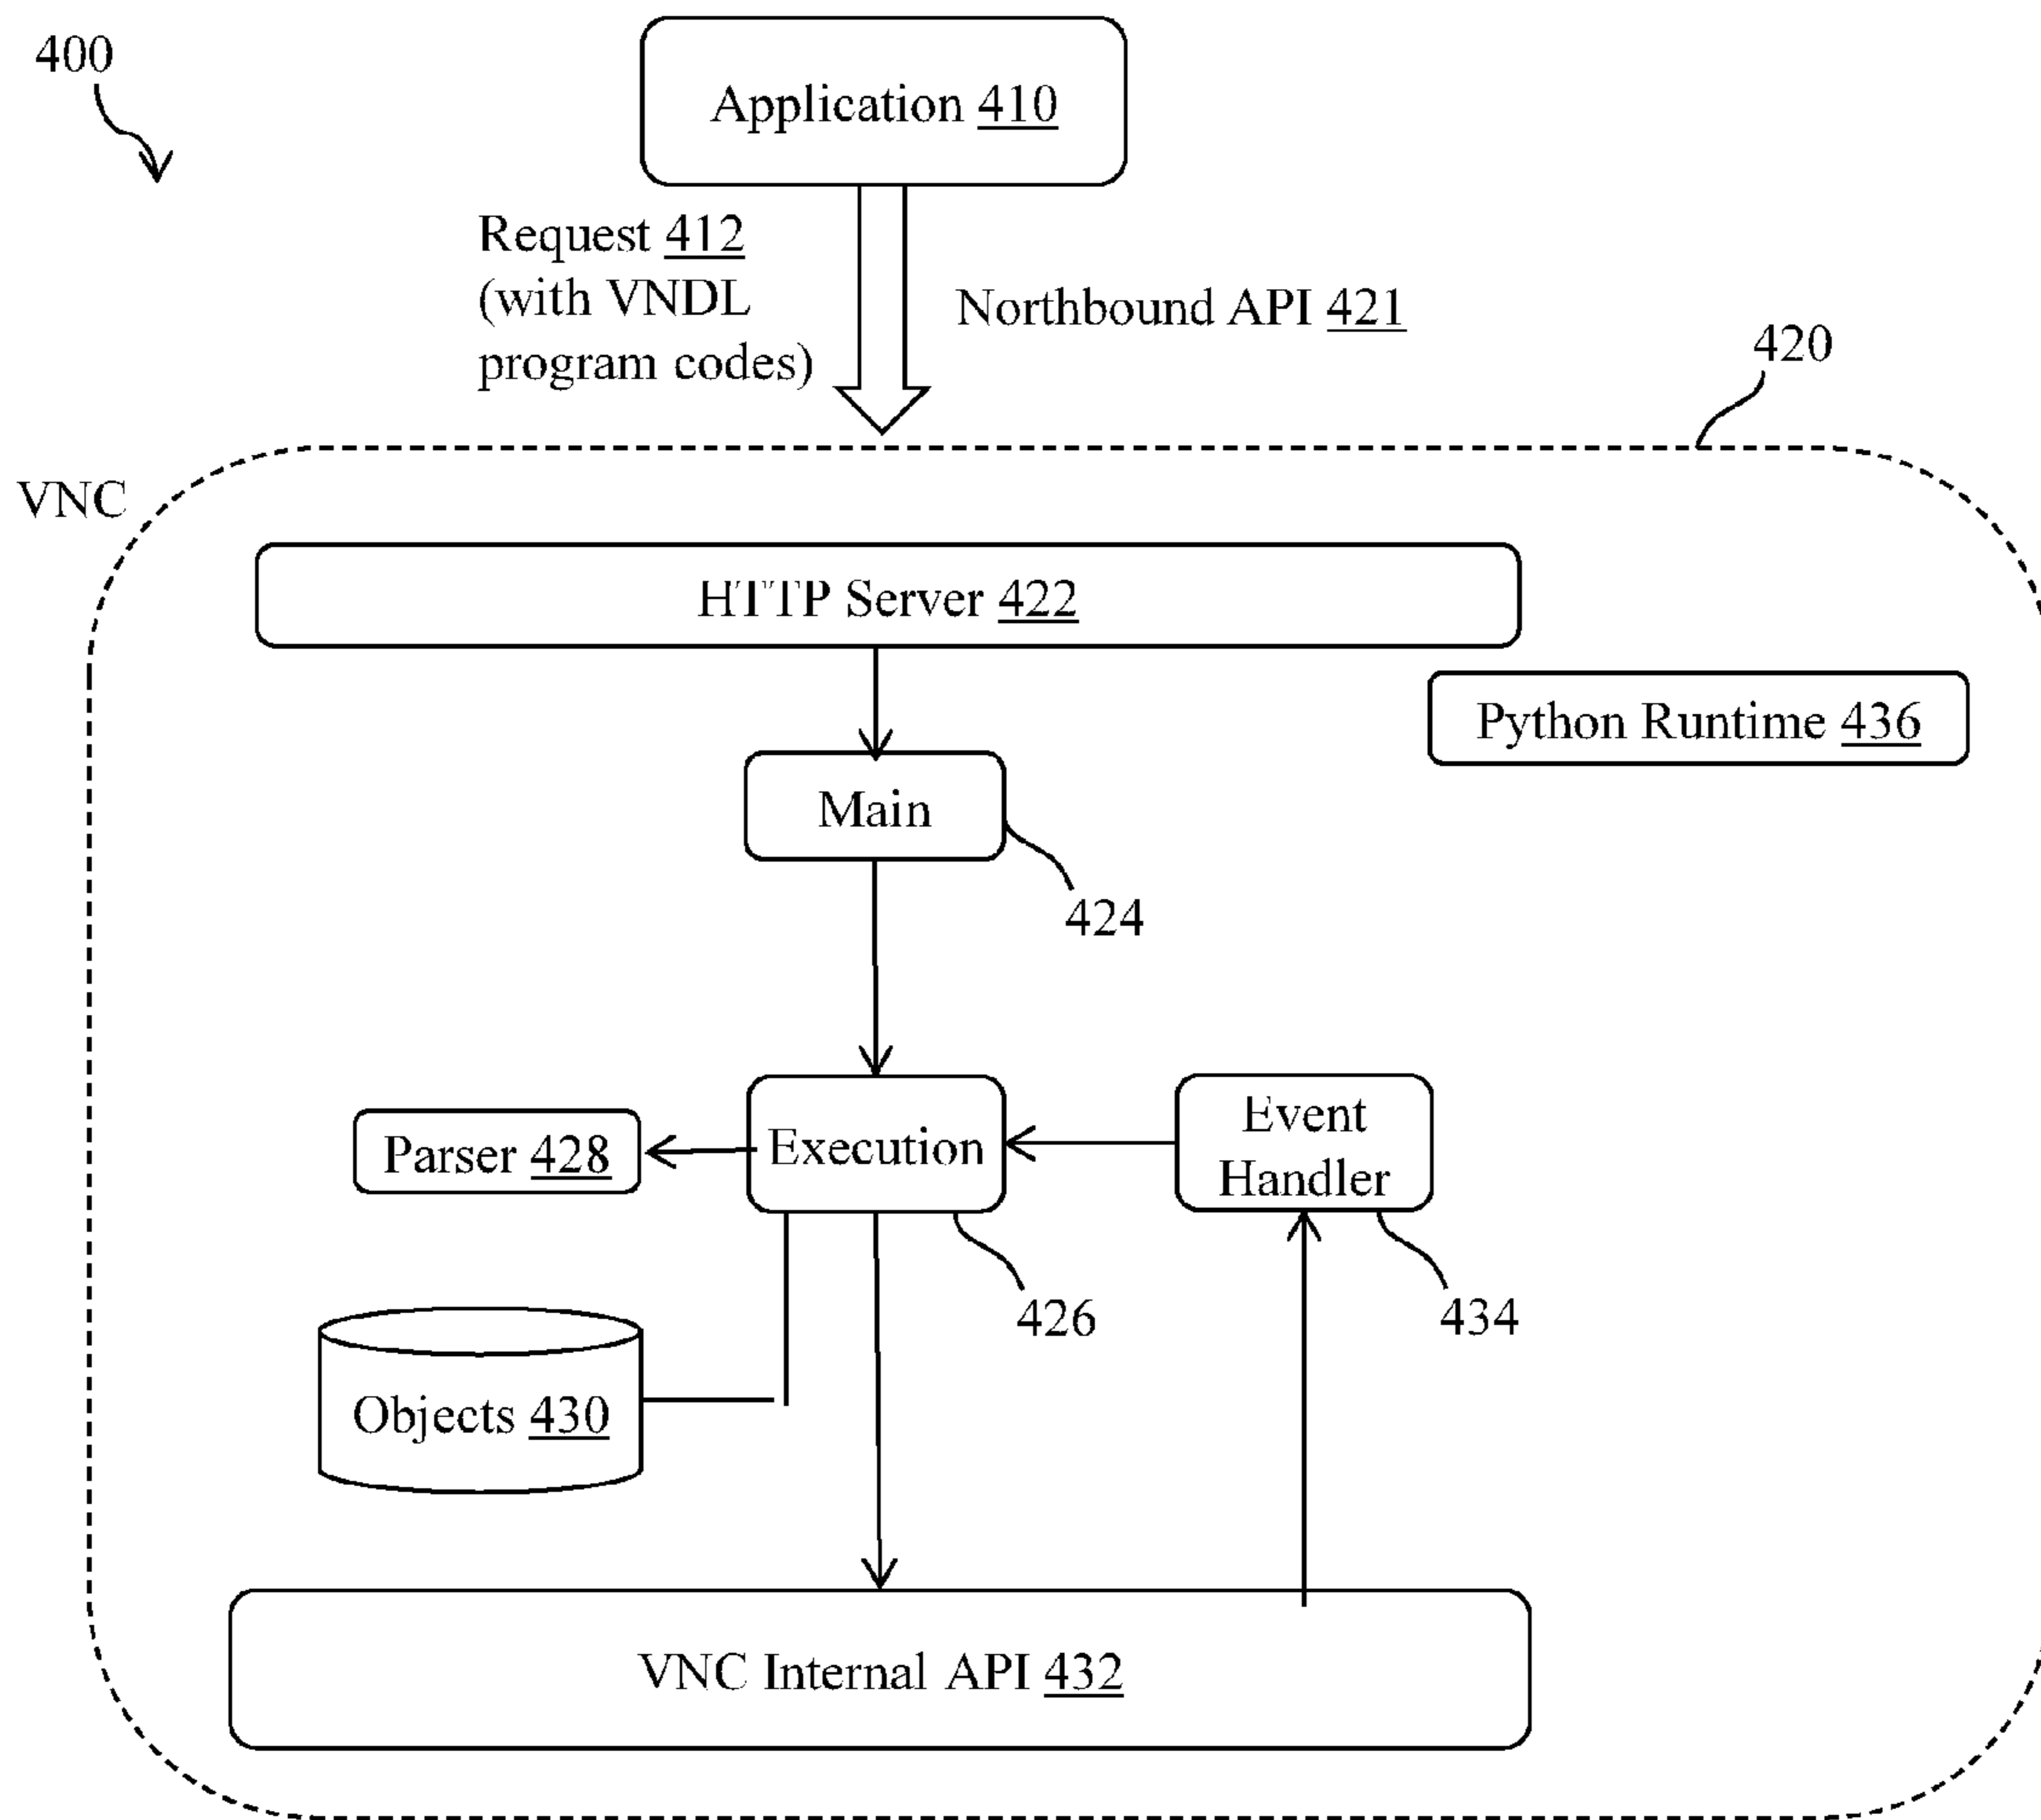 400
Application 410
Request 412
(with VNDL
program codes)
Northbound API 421
420
VNC
HTTP Server 422
Python Runtime 436
Main
424
Execution
Event
Handler
Parser 428
426
434
Objects 430
VNC Internal API 432